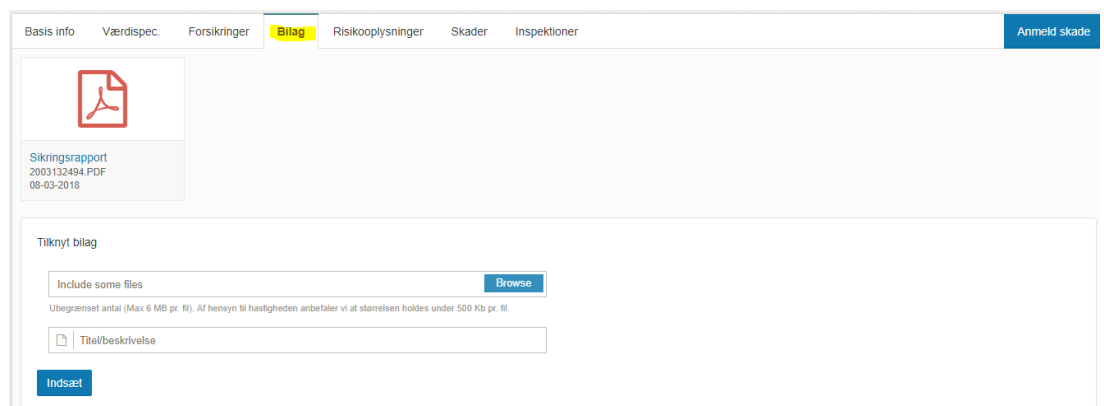 Basis info Værdispec. Forsikringer Bilag Risikooplysninger Skader Inspektioner Anmeld skade
Sikringsrapport
2003132494.PDF
08-03-2018
Tilknyt bilag
Include some files Browse
Ubegrænset antal (Max 6 MB pr. fil). Af hensyn til hastigheden anbefaler vi at størrelsen holdes under 500 Kb pr. fil.
Titel/beskrivelse
Indsæt